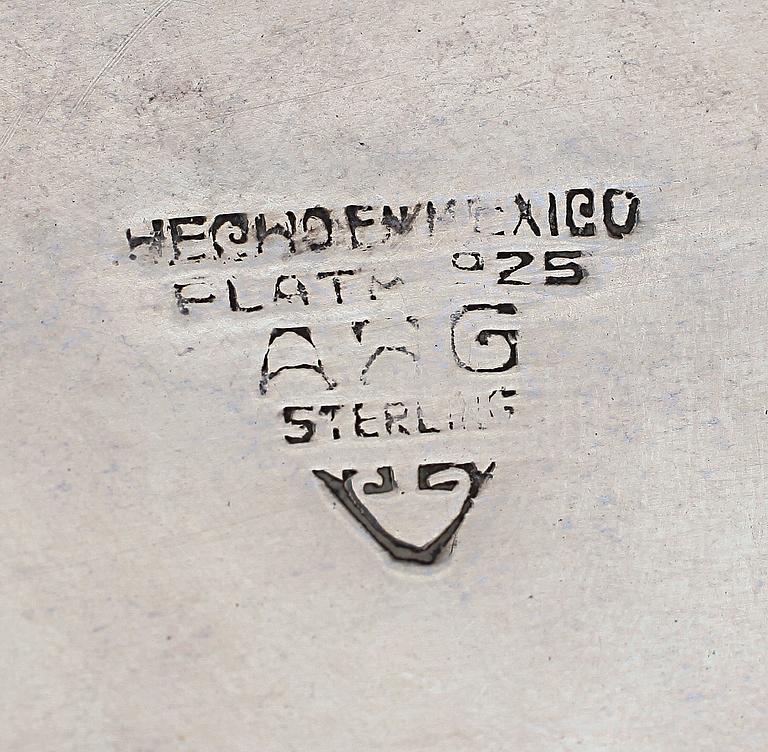 HECHO EN MEXICO
PLATA 925
A G
STERLING